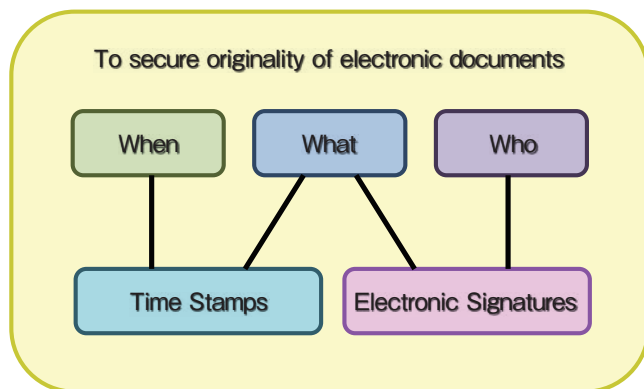 To secure originality of electronic documents
When
What
Who
Time Stamps
Electronic Signatures